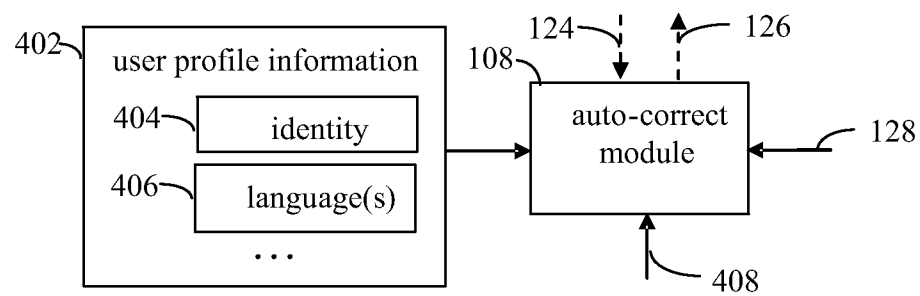 402
user profile information
404
identity
406
language(s)
...
124
126
108
auto-correct
module
128
408